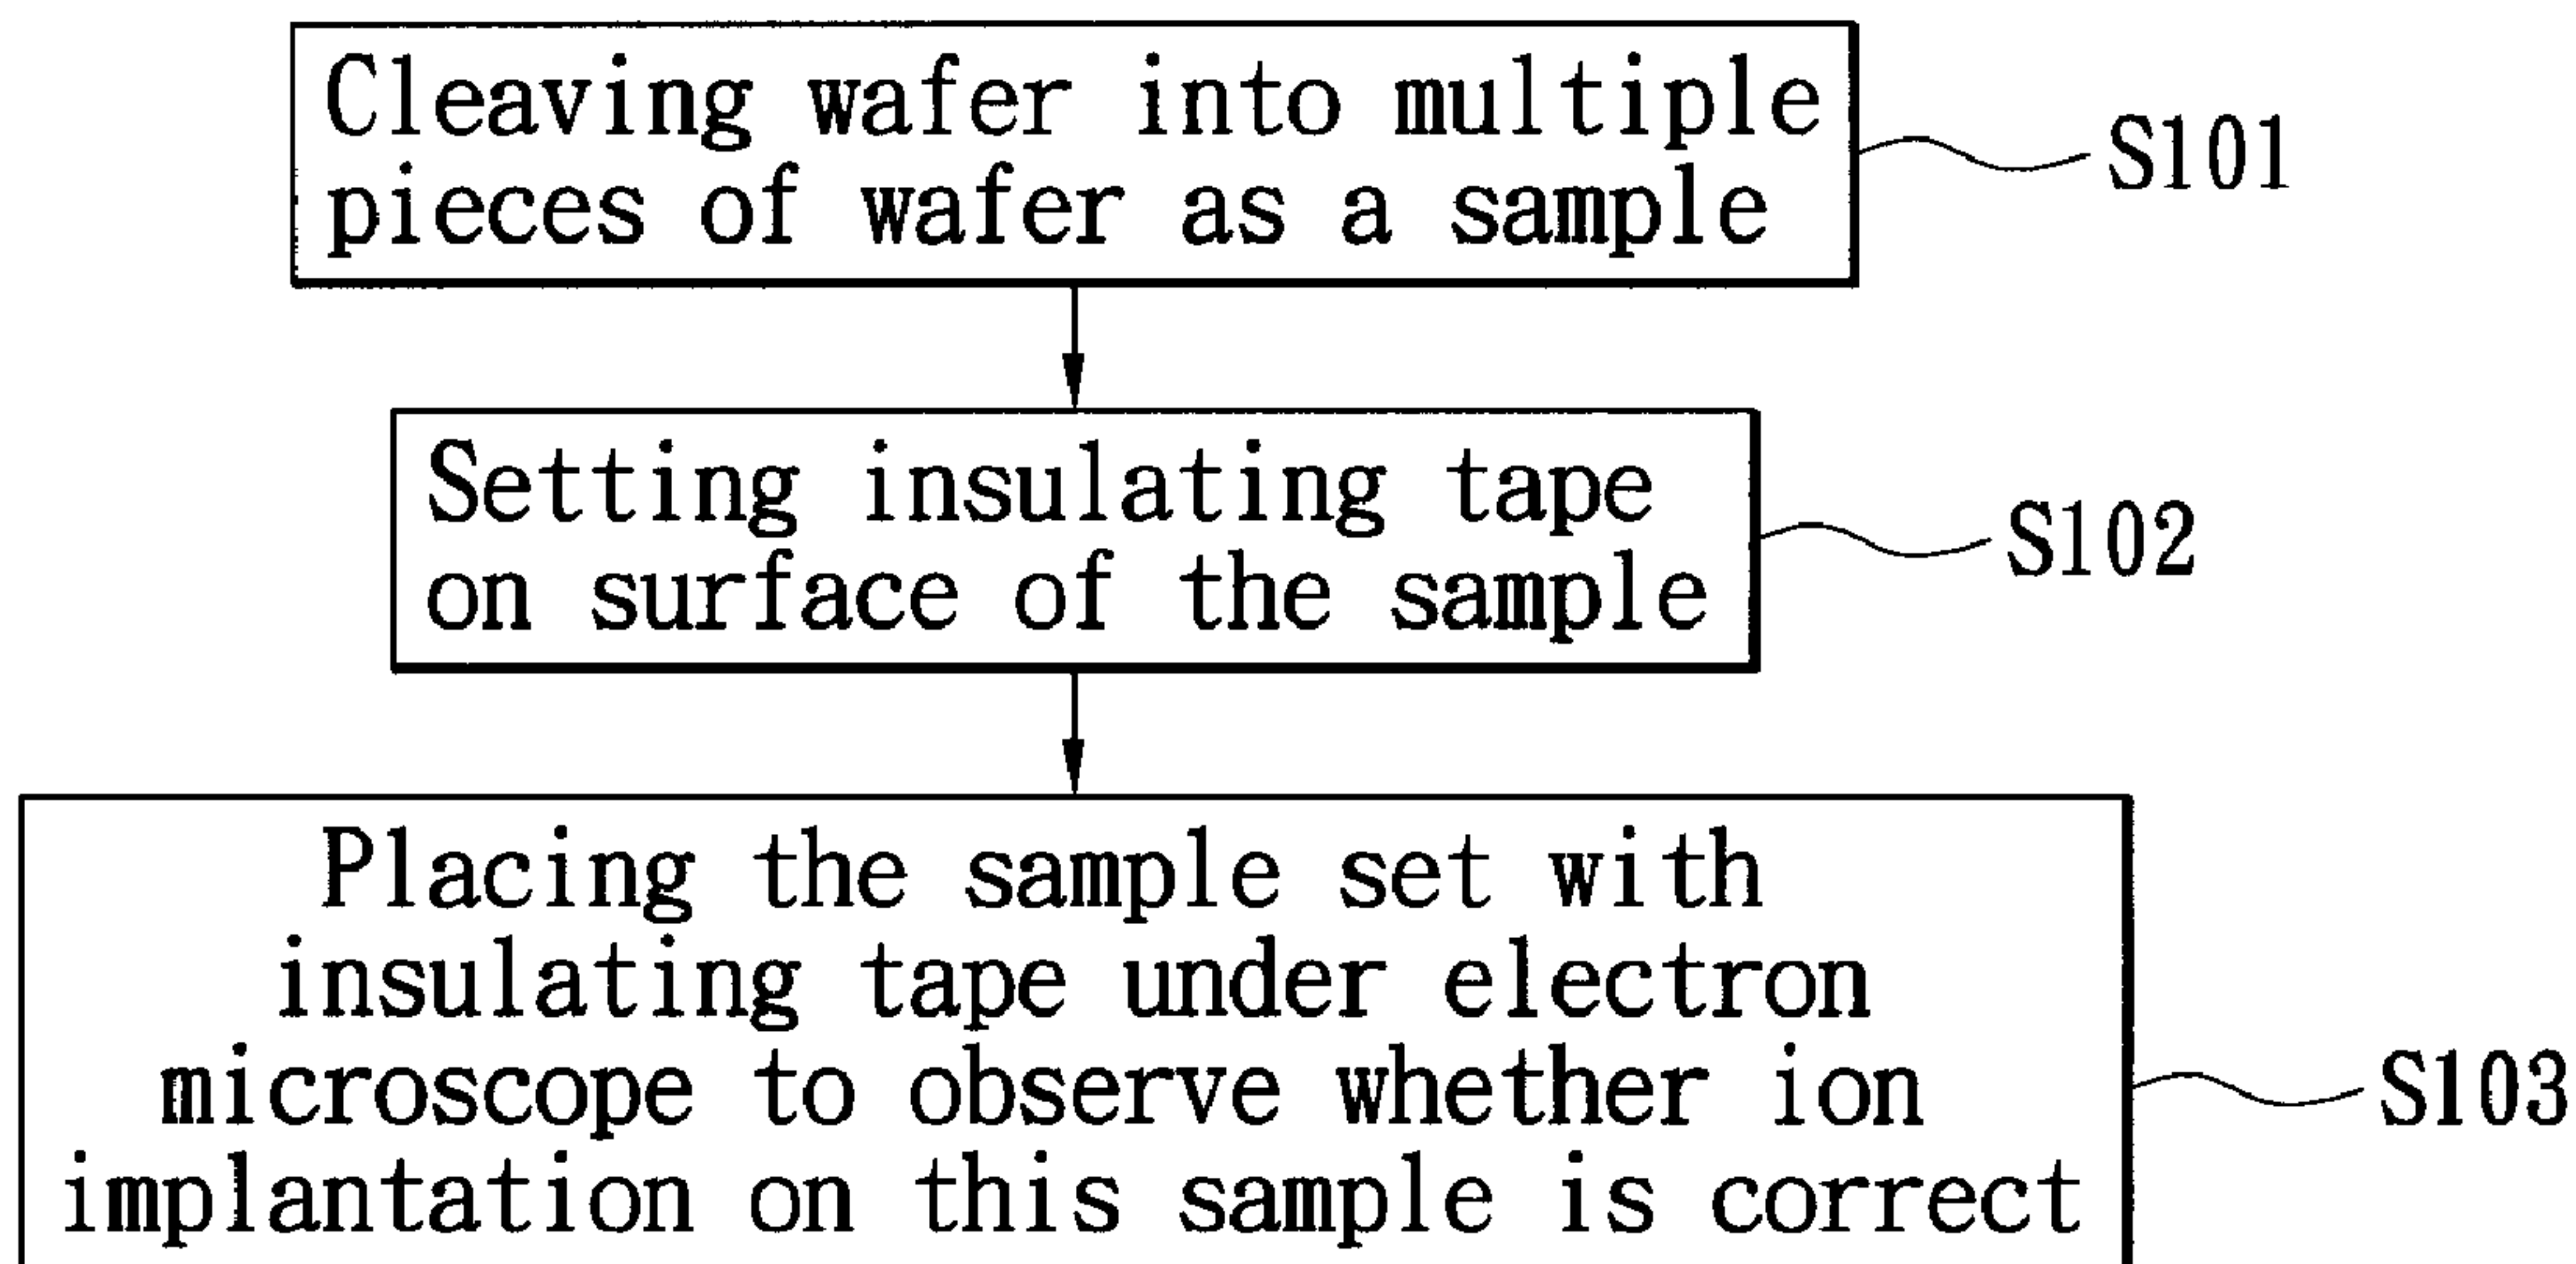 Cleaving wafer into multiple
pieces of wafer as a sample
S101
Setting insulating tape
on surface of the sample
S102
Placing the sample set with
insulating tape under electron
microscope to observe whether ion
implantation on this sample is correct
S103